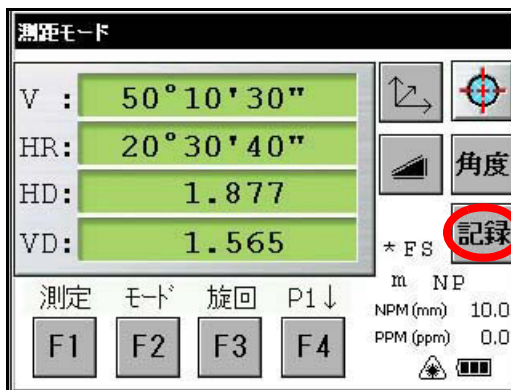 測距モード
V : 50°10'30"
HR: 20°30'40"
HD: 1.877
VD: 1.565
角度
記録
*FS
m NP
NPM(mm) 10.0
PPM(ppm) 0.0
測定 モード 旋回 P1↓
F1 F2 F3 F4